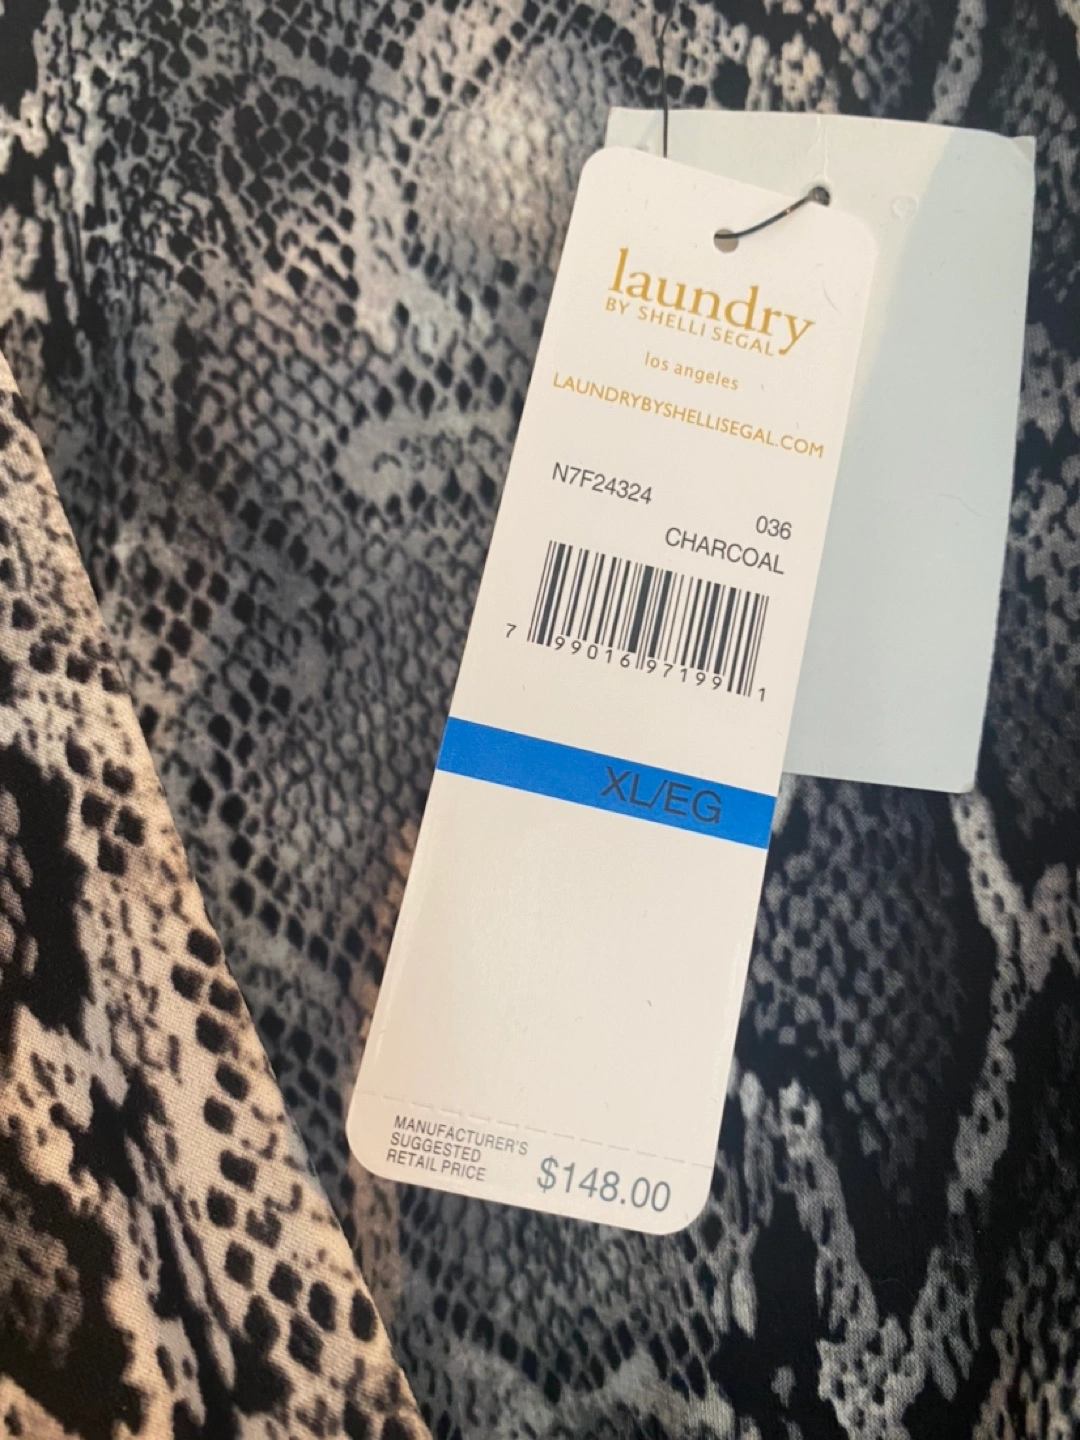 laundry
BY SHELLI SEGAL
los angeles
LAUNDRYBYSHELLISEGAL.COM
N7F24324
036
CHARCOAL
7 99016 97199 1
XL/EG
MANUFACTURER'S
SUGGESTED
RETAIL PRICE
$148.00